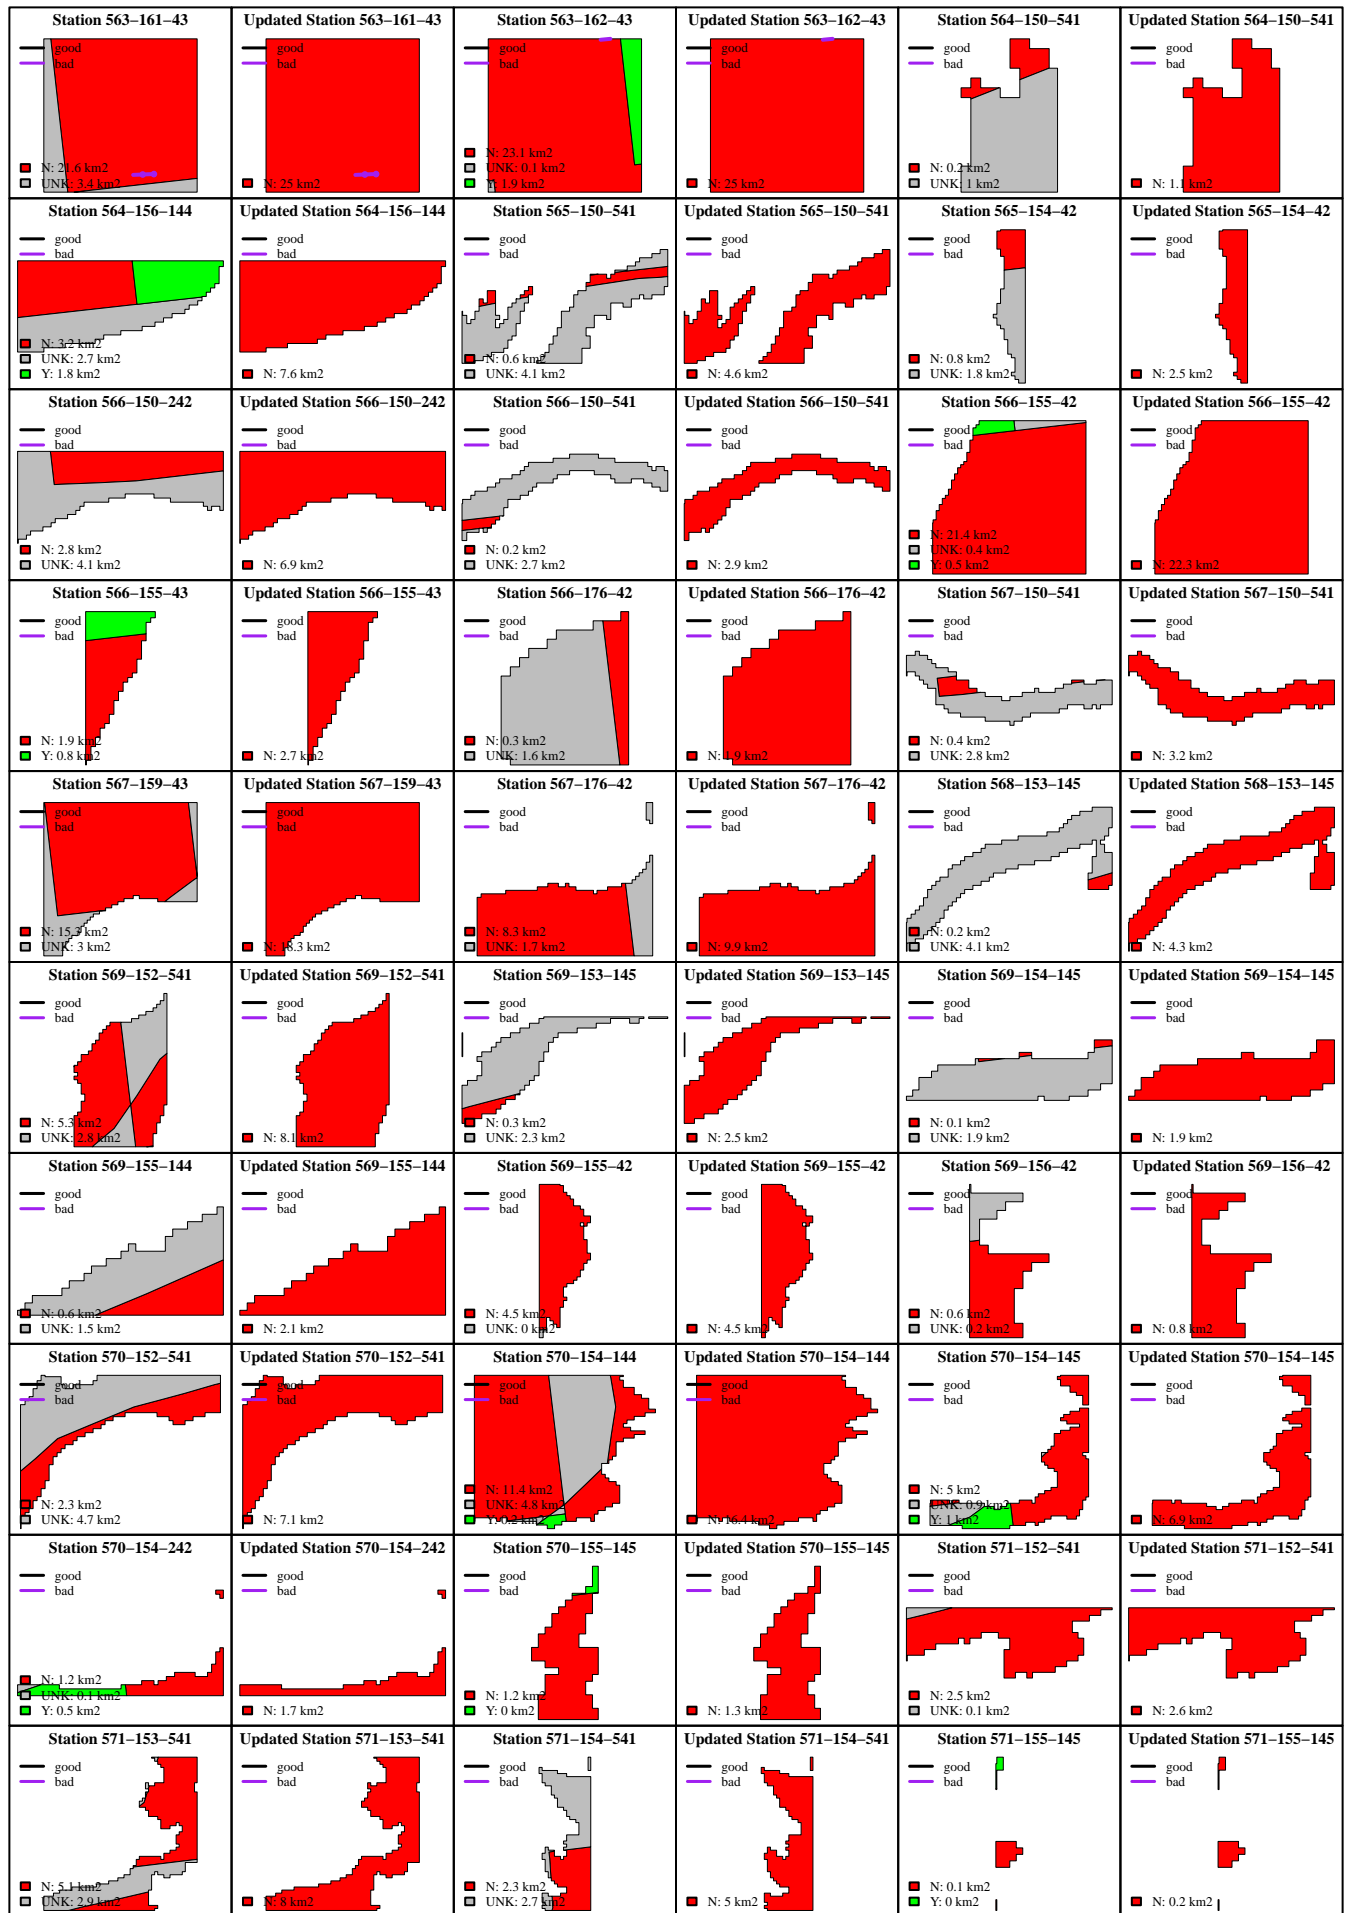 Station 563−161−43
good
bad
N: 21.6 km2
UNK: 3.4 km2
Updated Station 563−161−43
good
bad
N: 25 km2
Station 563−162−43
good
bad
N: 23.1 km2
UNK: 0.1 km2
Y: 1.9 km2
Updated Station 563−162−43
good
bad
N: 25 km2
Station 564−150−541
good
bad
N: 0.2 km2
UNK: 1 km2
Updated Station 564−150−541
good
bad
N: 1.1 km2
Station 564−156−144
good
bad
N: 3.2 km2
UNK: 2.7 km2
Y: 1.8 km2
Updated Station 564−156−144
good
bad
N: 7.6 km2
Station 565−150−541
good
bad
N: 0.6 km2
UNK: 4.1 km2
Updated Station 565−150−541
good
bad
N: 4.6 km2
Station 565−154−42
good
bad
N: 0.8 km2
UNK: 1.8 km2
Updated Station 565−154−42
good
bad
N: 2.5 km2
Station 566−150−242
good
bad
N: 2.8 km2
UNK: 4.1 km2
Updated Station 566−150−242
good
bad
N: 6.9 km2
Station 566−150−541
good
bad
N: 0.2 km2
UNK: 2.7 km2
Updated Station 566−150−541
good
bad
N: 2.9 km2
Station 566−155−42
good
bad
N: 21.4 km2
UNK: 0.4 km2
Y: 0.5 km2
Updated Station 566−155−42
good
bad
N: 22.3 km2
Station 566−155−43
good
bad
N: 1.9 km2
Y: 0.8 km2
Updated Station 566−155−43
good
bad
N: 2.7 km2
Station 566−176−42
good
bad
N: 0.3 km2
UNK: 1.6 km2
Updated Station 566−176−42
good
bad
N: 1.9 km2
Station 567−150−541
good
bad
N: 0.4 km2
UNK: 2.8 km2
Updated Station 567−150−541
good
bad
N: 3.2 km2
Station 567−159−43
good
bad
N: 15.3 km2
UNK: 3 km2
Updated Station 567−159−43
good
bad
N: 18.3 km2
Station 567−176−42
good
bad
N: 8.3 km2
UNK: 1.7 km2
Updated Station 567−176−42
good
bad
N: 9.9 km2
Station 568−153−145
good
bad
N: 0.2 km2
UNK: 4.1 km2
Updated Station 568−153−145
good
bad
N: 4.3 km2
Station 569−152−541
good
bad
N: 5.3 km2
UNK: 2.8 km2
Updated Station 569−152−541
good
bad
N: 8.1 km2
Station 569−153−145
good
bad
N: 0.3 km2
UNK: 2.3 km2
Updated Station 569−153−145
good
bad
N: 2.5 km2
Station 569−154−145
good
bad
N: 0.1 km2
UNK: 1.9 km2
Updated Station 569−154−145
good
bad
N: 1.9 km2
Station 569−155−144
good
bad
N: 0.6 km2
UNK: 1.5 km2
Updated Station 569−155−144
good
bad
N: 2.1 km2
Station 569−155−42
good
bad
N: 4.5 km2
UNK: 0 km2
Updated Station 569−155−42
good
bad
N: 4.5 km2
Station 569−156−42
good
bad
N: 0.6 km2
UNK: 0.2 km2
Updated Station 569−156−42
good
bad
N: 0.8 km2
Station 570−152−541
good
bad
N: 2.3 km2
UNK: 4.7 km2
Updated Station 570−152−541
good
bad
N: 7.1 km2
Station 570−154−144
good
bad
N: 11.4 km2
UNK: 4.8 km2
Y: 0.2 km2
Updated Station 570−154−144
good
bad
N: 16.4 km2
Station 570−154−145
good
bad
N: 5 km2
UNK: 0.9 km2
Y: 1 km2
Updated Station 570−154−145
good
bad
N: 6.9 km2
Station 570−154−242
good
bad
N: 1.2 km2
UNK: 0.1 km2
Y: 0.5 km2
Updated Station 570−154−242
good
bad
N: 1.7 km2
Station 570−155−145
good
bad
N: 1.2 km2
Y: 0 km2
Updated Station 570−155−145
good
bad
N: 1.3 km2
Station 571−152−541
good
bad
N: 2.5 km2
UNK: 0.1 km2
Updated Station 571−152−541
good
bad
N: 2.6 km2
Station 571−153−541
good
bad
N: 5.1 km2
UNK: 2.9 km2
Updated Station 571−153−541
good
bad
N: 8 km2
Station 571−154−541
good
bad
N: 2.3 km2
UNK: 2.7 km2
Updated Station 571−154−541
good
bad
N: 5 km2
Station 571−155−145
good
bad
N: 0.1 km2
Y: 0 km2
Updated Station 571−155−145
good
bad
N: 0.2 km2